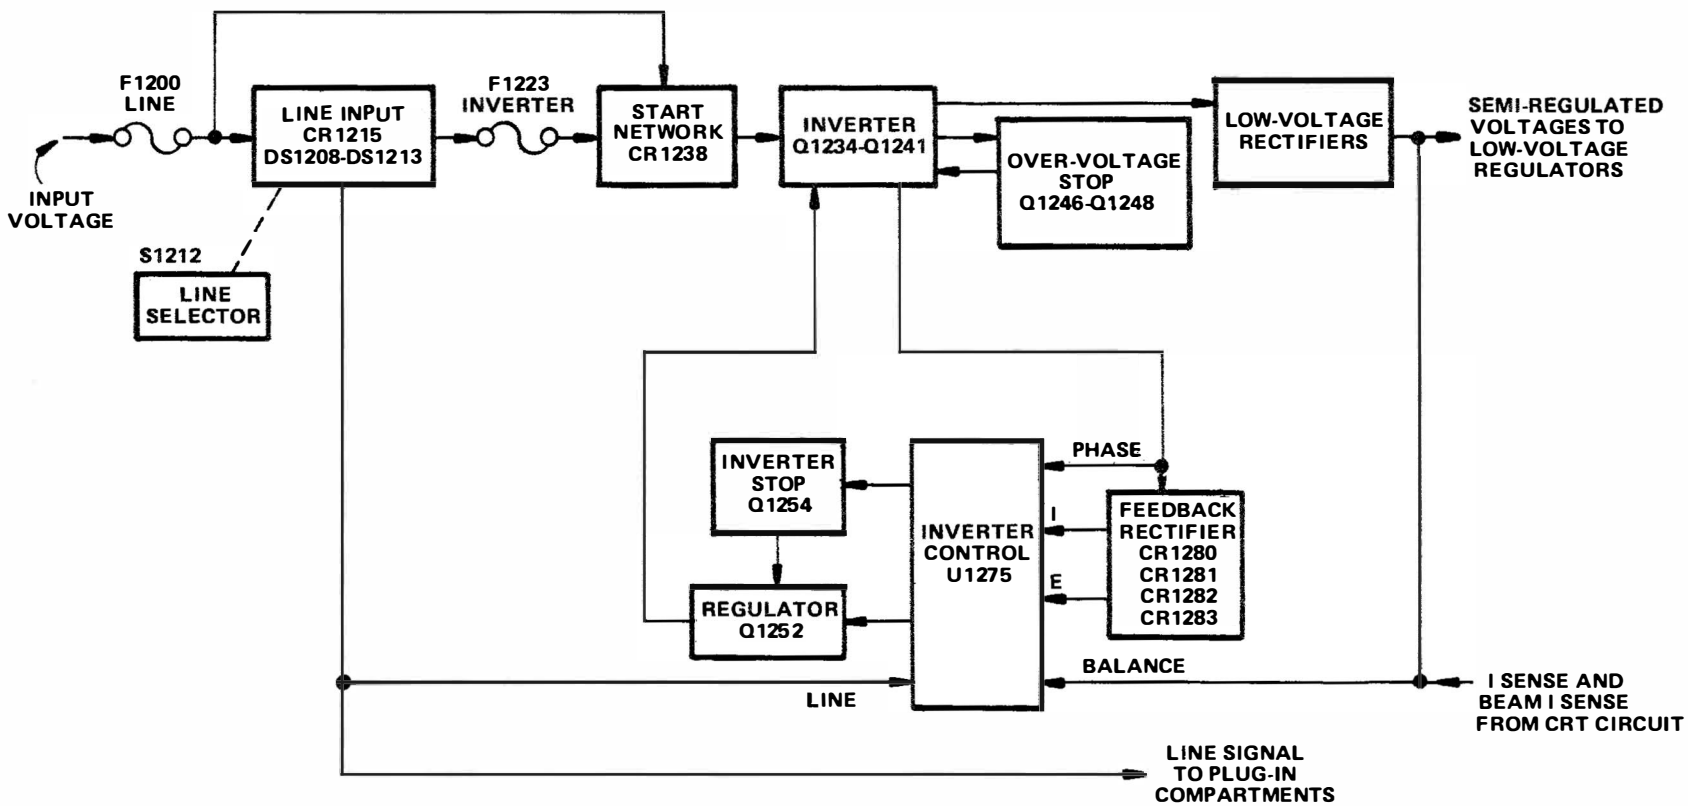 F1200
LINE
LINE INPUT
CR1215
DS1208-DS1213
F1223
INVERTER
START
NETWORK
CR1238
INVERTER
Q1234-Q1241
OVER-VOLTAGE
STOP
Q1246-Q1248
LOW-VOLTAGE
RECTIFIERS
SEMI-REGULATED
VOLTAGES TO
LOW-VOLTAGE
REGULATORS
INPUT
VOLTAGE
S1212
LINE
SELECTOR
INVERTER
STOP
Q1254
REGULATOR
Q1252
INVERTER
CONTROL
U1275
PHASE
I
E
FEEDBACK
RECTIFIER
CR1280
CR1281
CR1282
CR1283
BALANCE
LINE
I SENSE AND
BEAM I SENSE
FROM CRT CIRCUIT
LINE SIGNAL
TO PLUG-IN
COMPARTMENTS